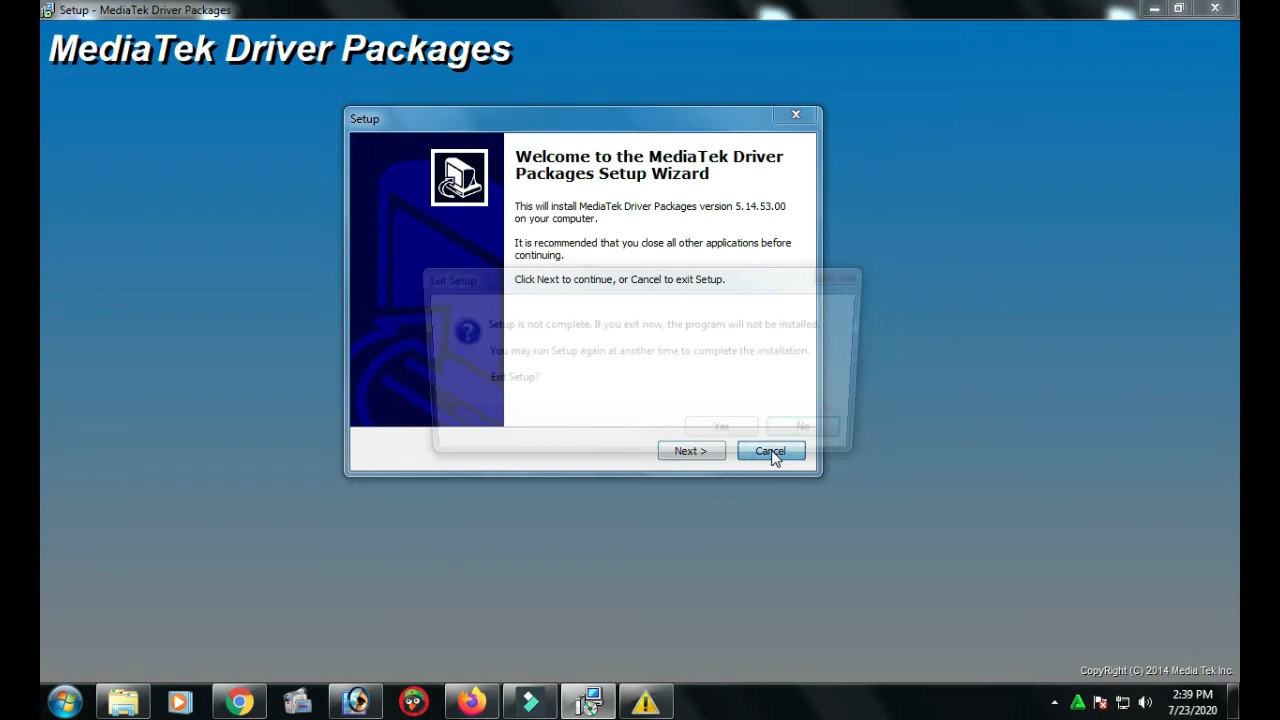 Setup - MediaTek Driver Packages
MediaTek Driver Packages
Setup
Welcome to the MediaTek Driver
Packages Setup Wizard
This will install MediaTek Driver Packages version 5.14.53.00
on your computer.
It is recommended that you close all other applications before
continuing.
Click Next to continue, or Cancel to exit Setup.
Exit Setup
Setup is not complete. If you exit now, the program will not be installed.
You may run Setup again at another time to complete the installation.
Exit Setup?
Yes
No
Next >
Cancel
CopyRight (C) 2014 Media Tek Inc.
2:39 PM
7/23/2020